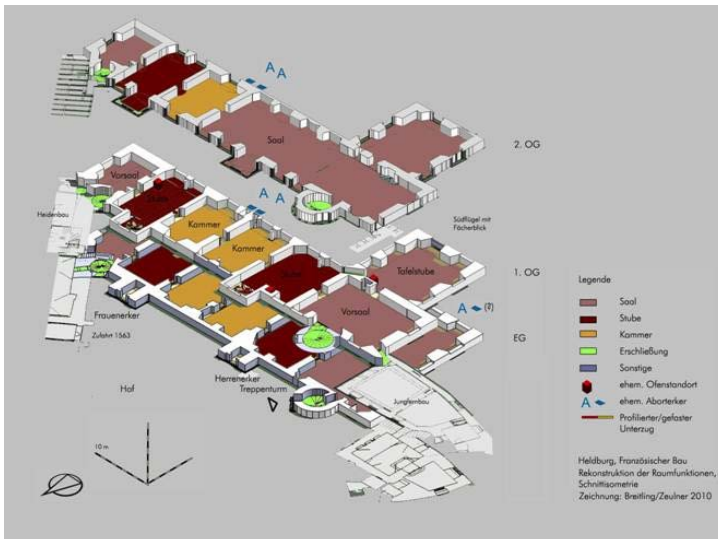 A A
Saal
2. OG
Vorsaal
Stube
A A
Heidenbau
Kammer
Kammer
Südflügel mit
Fächerblick
Stube
Tafelstube
1. OG
Vorsaal
A (?)
Frauenerker
Zufahrt 1563
EG
Herrenerker
Treppenturm
Hof
Jungfernbau
10 m
Legende
Saal
Stube
Kammer
Erschließung
Sonstige
ehem. Ofenstandort
A ehem. Aborterker
Profilierter/gefaster
Unterzug
Heldburg, Französischer Bau
Rekonstruktion der Raumfunktionen,
Schnittisometrie
Zeichnung: Breitling/Zeulner 2010